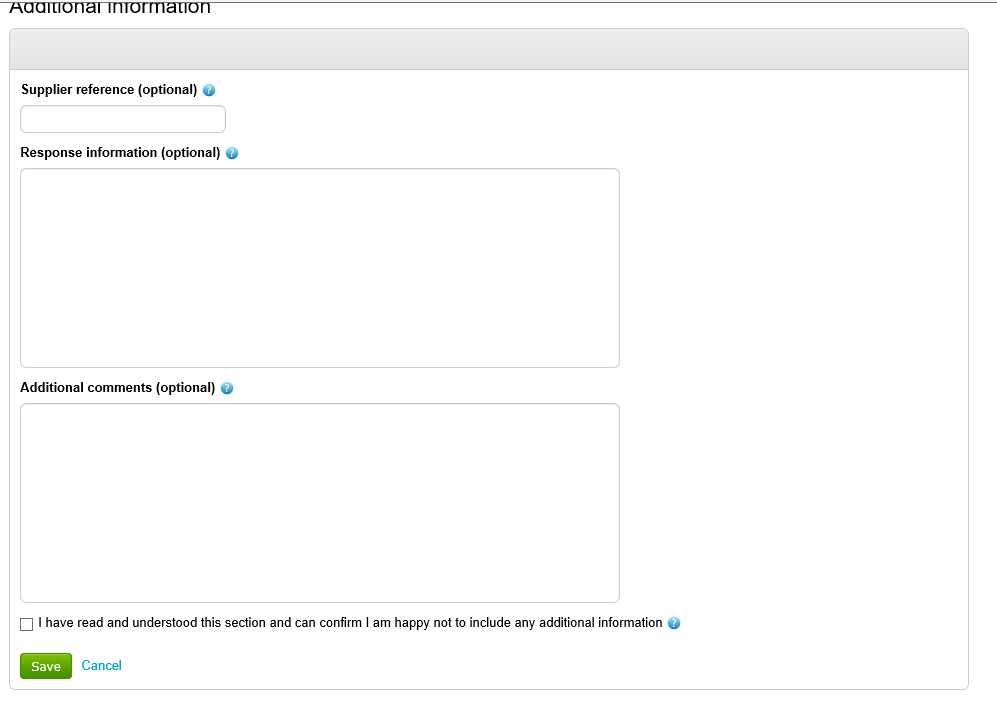 Additional Information
Supplier reference (optional) ?
Response information (optional) ?
Additional comments (optional) ?
I have read and understood this section and can confirm I am happy not to include any additional information ?
Save Cancel